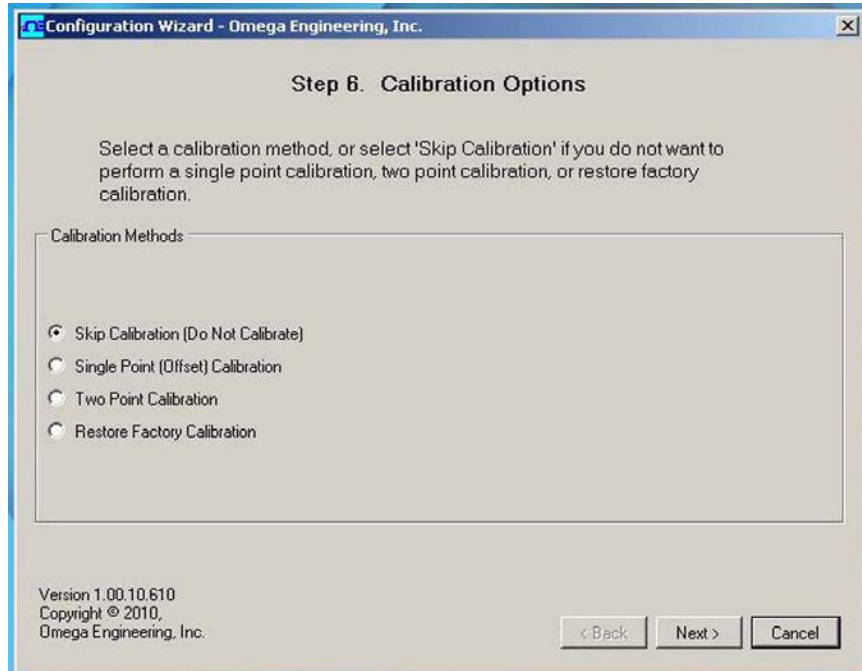 Configuration Wizard - Omega Engineering, Inc.
Step 6. Calibration Options
Select a calibration method, or select 'Skip Calibration' if you do not want to
perform a single point calibration, two point calibration, or restore factory
calibration.
Calibration Methods
Skip Calibration (Do Not Calibrate)
Single Point (Offset) Calibration
Two Point Calibration
Restore Factory Calibration
Version 1.00.10.610
Copyright © 2010,
Omega Engineering, Inc.
< Back
Next >
Cancel